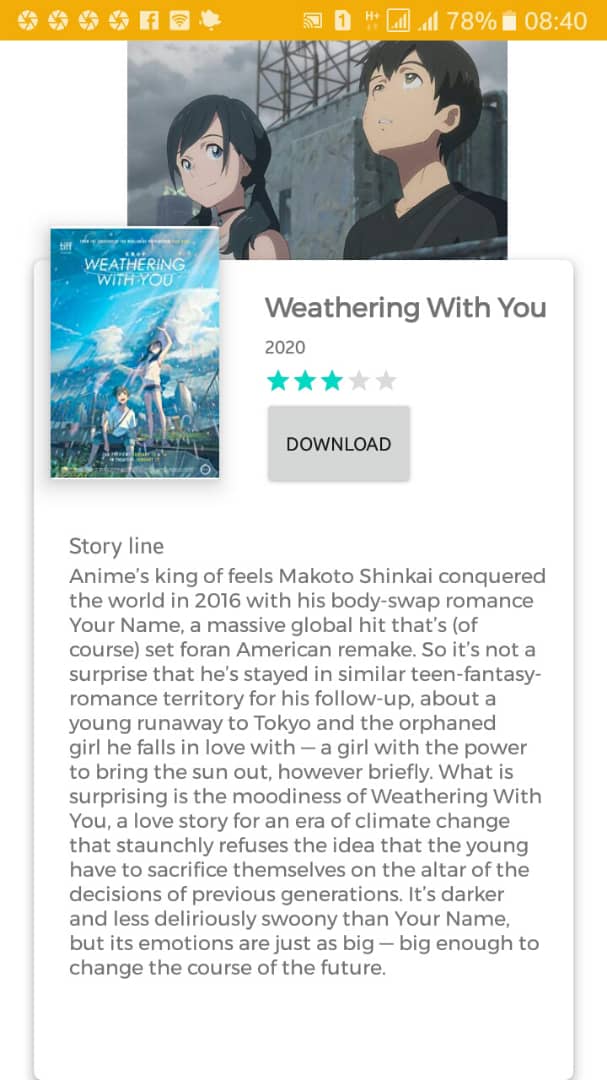 78% 08:40
WEATHERING
WITH YOU
Weathering With You
2020
DOWNLOAD
Story line
Anime's king of feels Makoto Shinkai conquered
the world in 2016 with his body-swap romance
Your Name, a massive global hit that's (of
course) set foran American remake. So it's not a
surprise that he's stayed in similar teen-fantasy-
romance territory for his follow-up, about a
young runaway to Tokyo and the orphaned
girl he falls in love with — a girl with the power
to bring the sun out, however briefly. What is
surprising is the moodiness of Weathering With
You, a love story for an era of climate change
that staunchly refuses the idea that the young
have to sacrifice themselves on the altar of the
decisions of previous generations. It's darker
and less deliriously swoony than Your Name,
but its emotions are just as big — big enough to
change the course of the future.